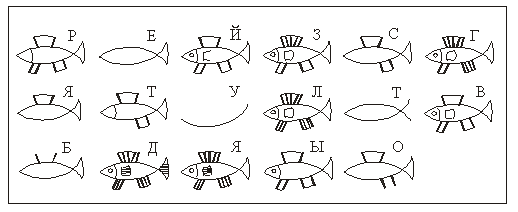 Р Е Й З С Г
Я Т У Л Т В
Б Д Я Ы О